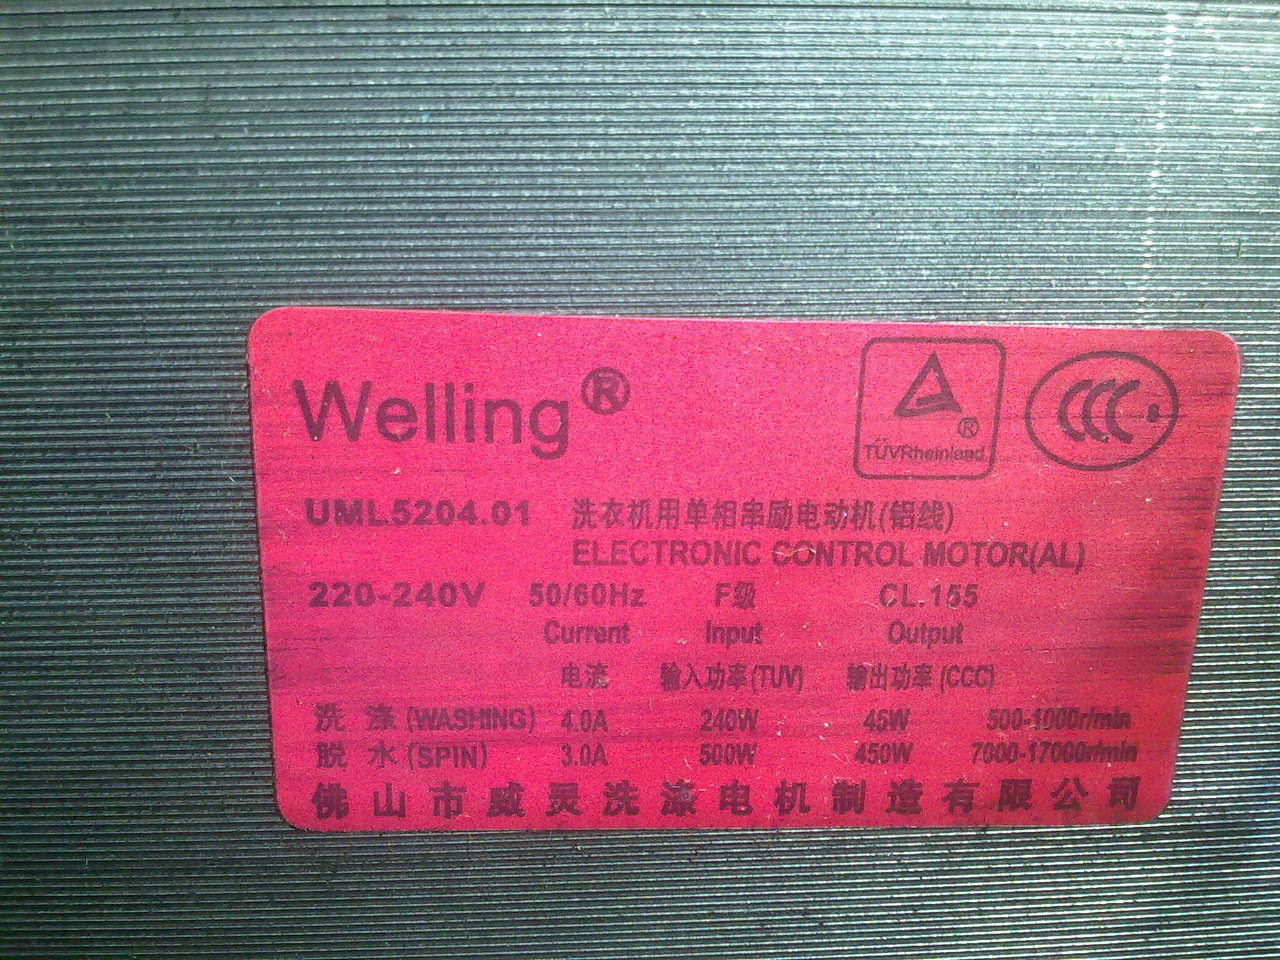 Welling®
TÜVRheinland ®
CCC
UML5204.01 洗衣机用单相串励电动机(铝线)
ELECTRONIC CONTROL MOTOR(AL)
220-240V 50/60Hz F级 CL.155
Current Input Output
电流 输入功率(TUV) 输出功率(CCC)
洗 涤(WASHING) 4.0A 240W 45W 500-1000r/min
脱 水(SPIN) 3.0A 500W 450W 7000-17000r/min
佛山市威灵洗涤电机制造有限公司